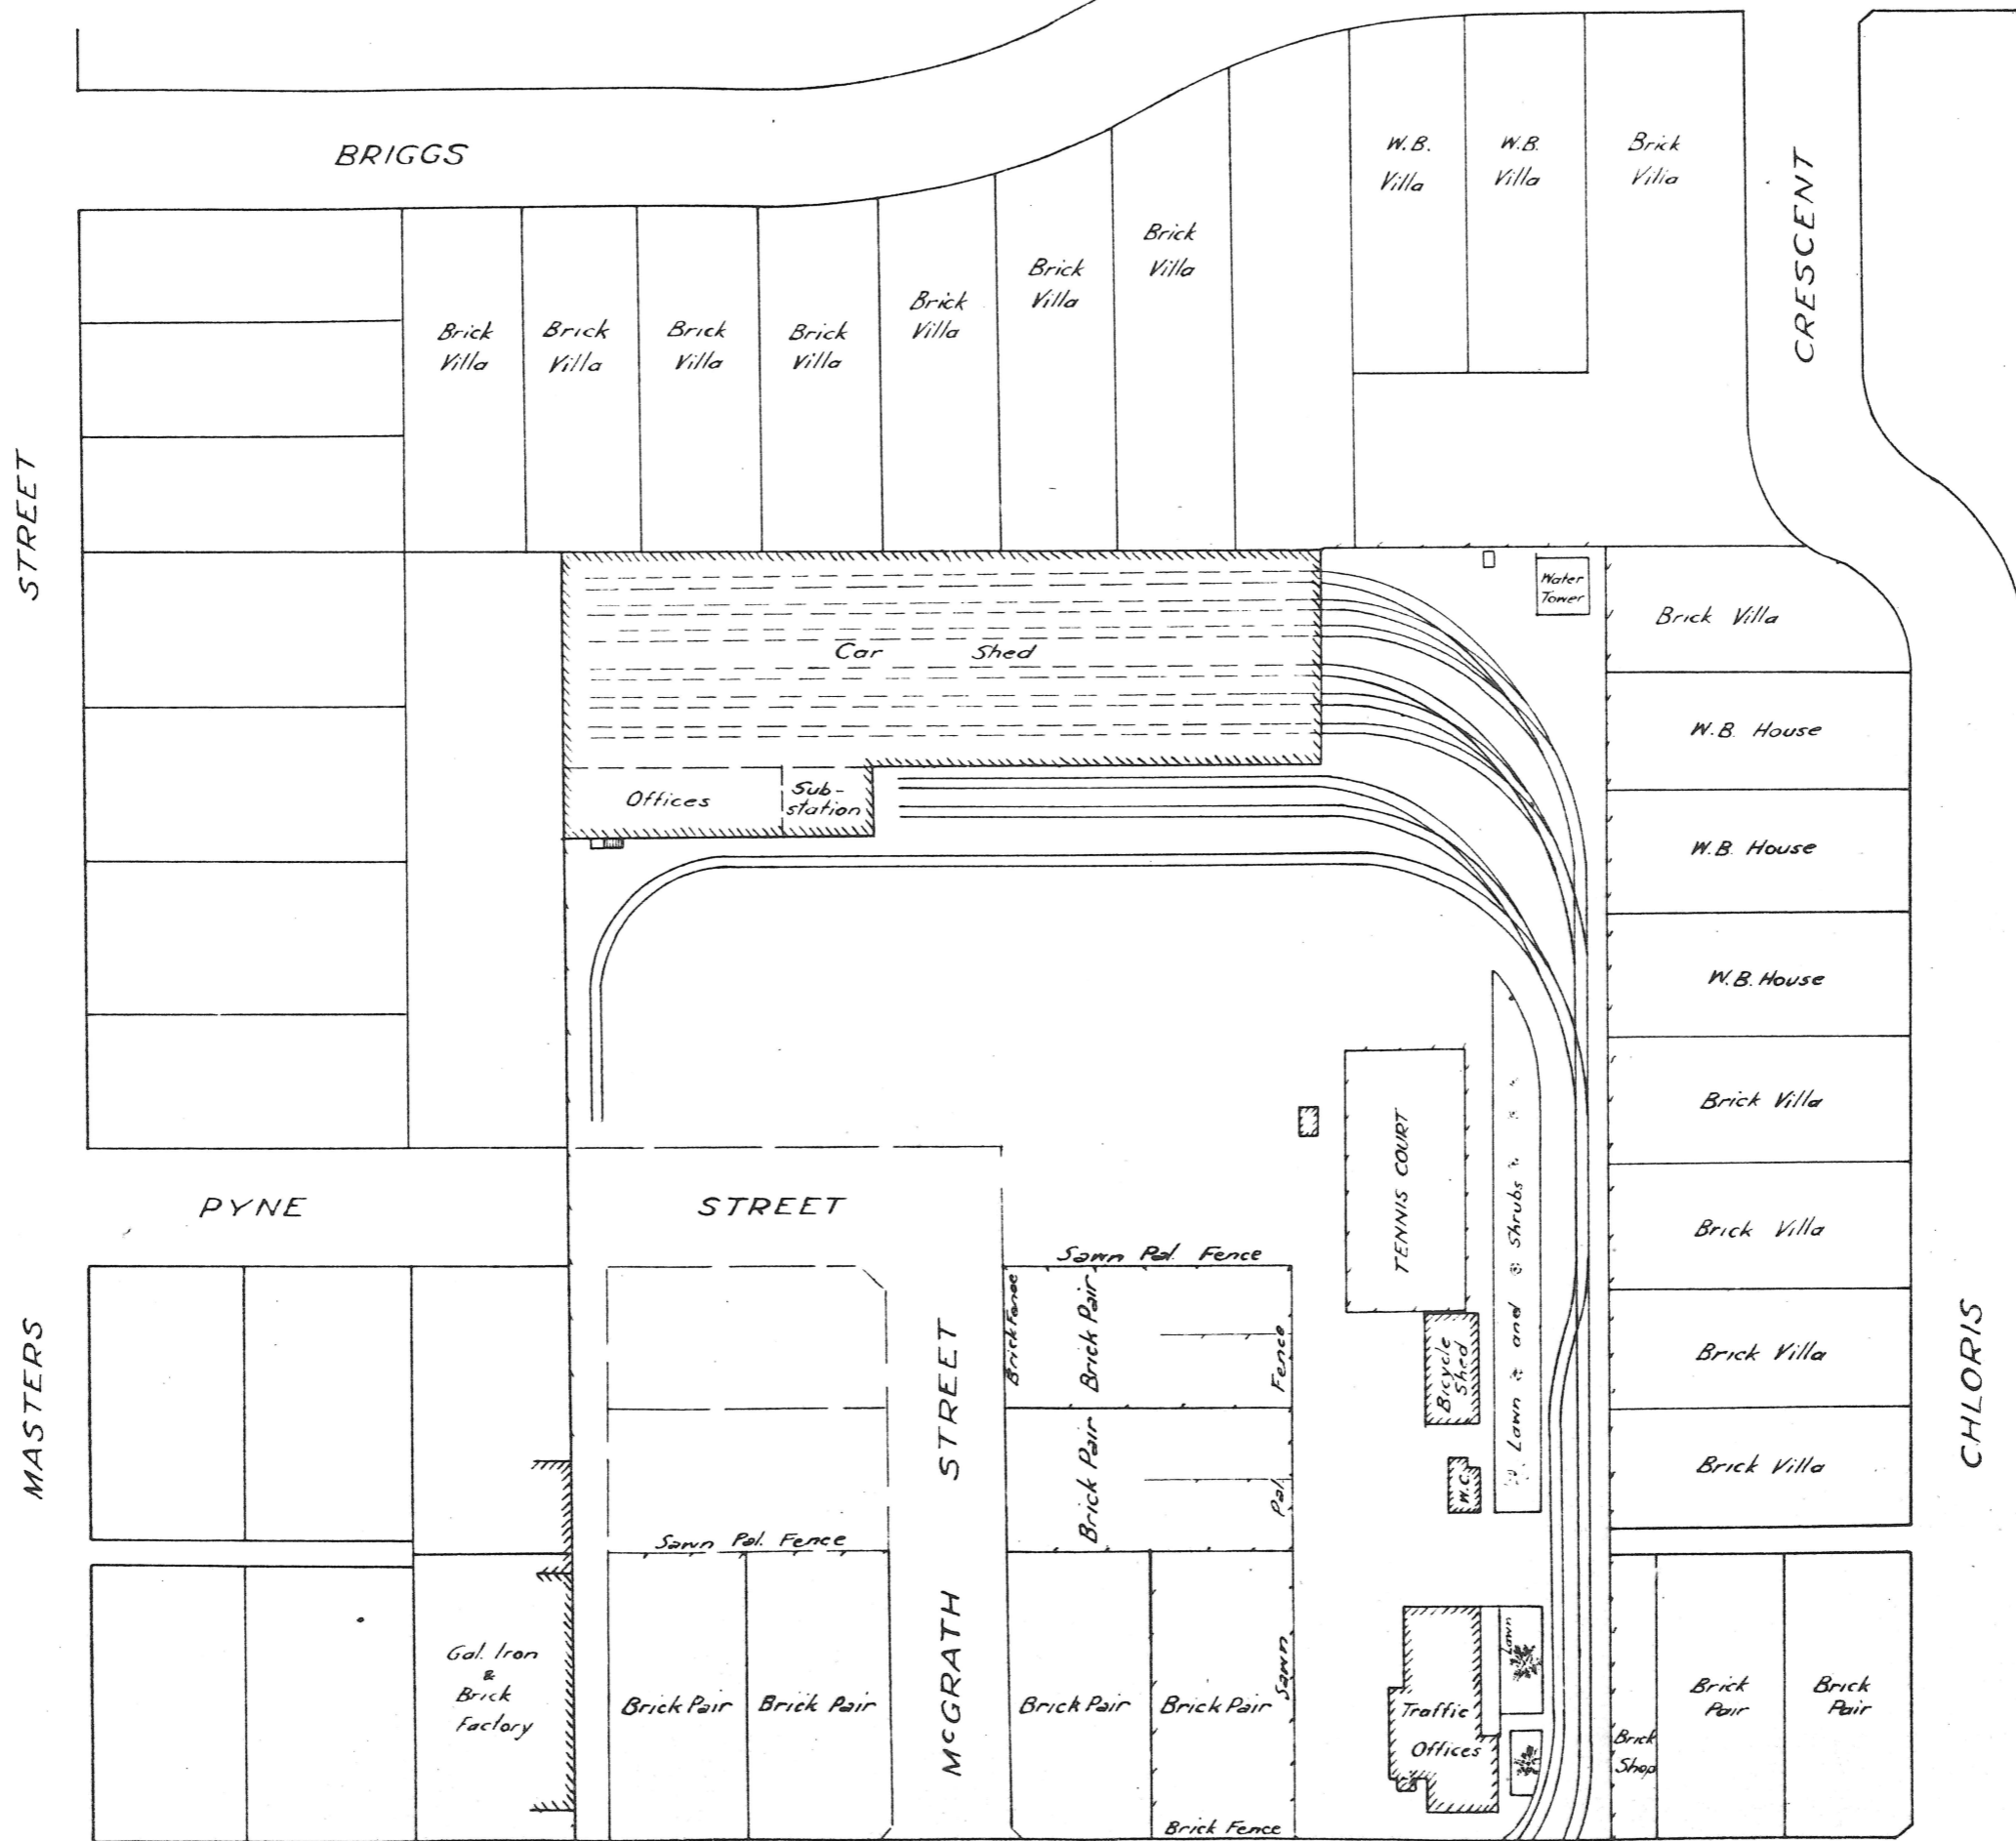 BRIGGS
CRESCENT
W.B.
Villa
W.B.
Villa
Brick
Villa
Brick
Villa
Brick
Villa
Brick
Villa
Brick
Villa
Brick
Villa
Brick
Villa
Brick
Villa
STREET
Water
Tower
Car Shed
Offices
Sub-
station
Brick Villa
W.B. House
W.B. House
W.B. House
Brick Villa
Brick Villa
Brick Villa
Brick Villa
PYNE STREET
TENNIS COURT
Lawn and Shrubs
Sawn Pal. Fence
Brick Fence
Brick Pair
Brick Pair
Sawn Pal. Fence
Bicycle
Shed
W.C.
MASTERS
McGRATH STREET
CHLORIS
Sawn Pal. Fence
Gal. Iron
&
Brick
Factory
Brick Pair
Brick Pair
Brick Pair
Brick Pair
Brick Fence
Lawn
Traffic
Offices
Brick
Shop
Brick
Pair
Brick
Pair